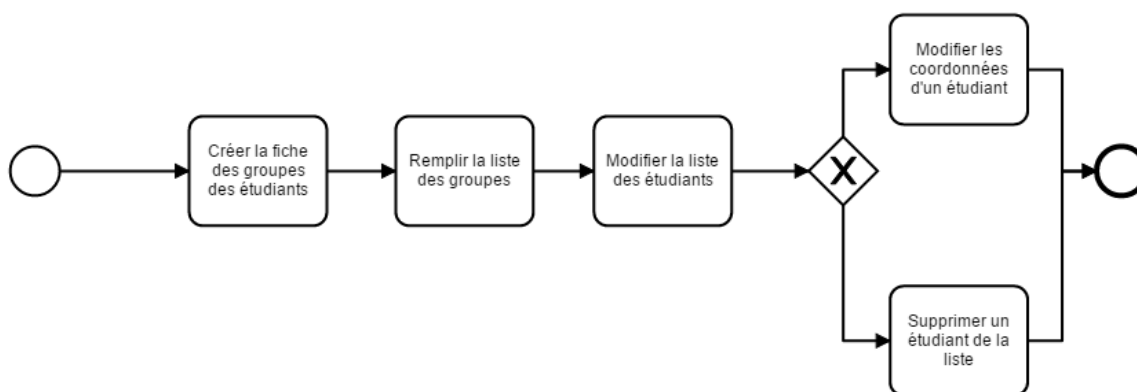 Créer la fiche
des groupes
des étudiants
Remplir la liste
des groupes
Modifier la liste
des étudiants
X
Modifier les
coordonnées
d'un étudiant
Supprimer un
étudiant de la
liste